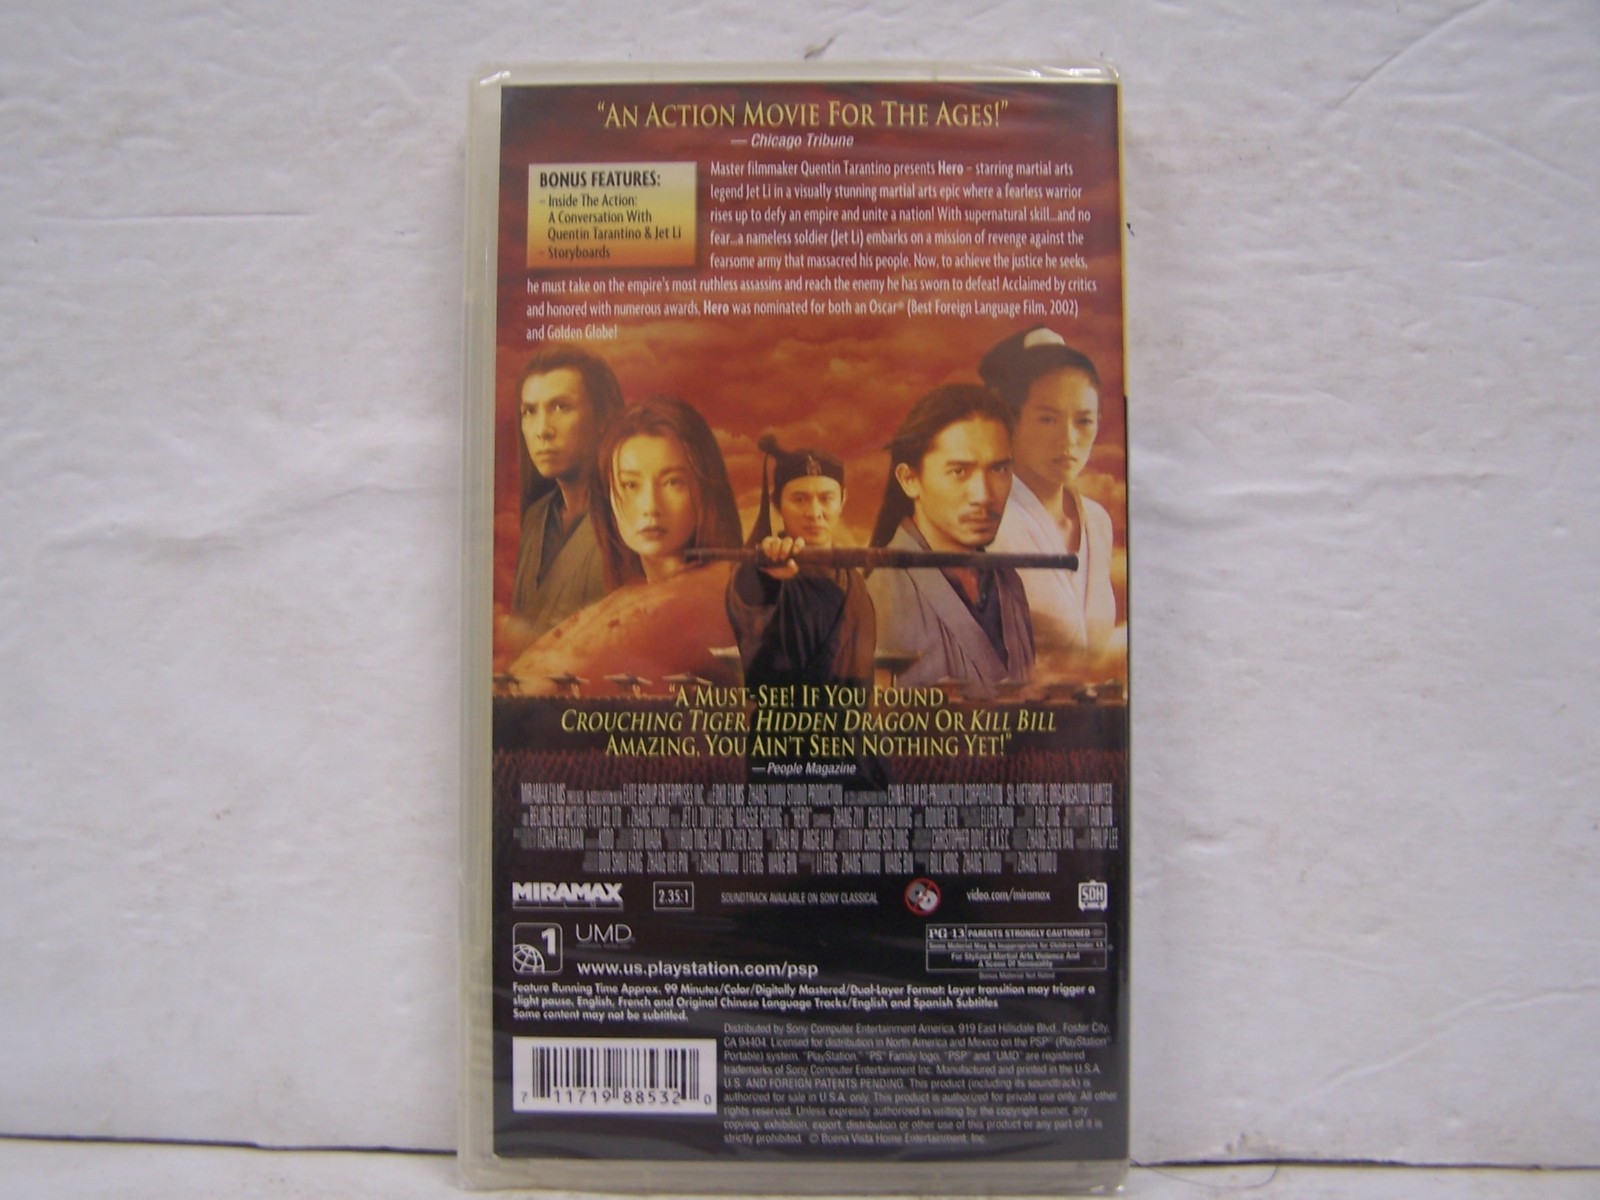 “AN ACTION MOVIE FOR THE AGES!”
— Chicago Tribune
BONUS FEATURES:
– Inside The Action:
A Conversation With
Quentin Tarantino & Jet Li
– Storyboards
Master filmmaker Quentin Tarantino presents Hero – starring martial arts
legend Jet Li in a visually stunning martial arts epic where a fearless warrior
rises up to defy an empire and unite a nation! With supernatural skill...and no
fear...a nameless soldier (Jet Li) embarks on a mission of revenge against the
fearsome army that massacred his people. Now, to achieve the justice he seeks,
he must take on the empire's most ruthless assassins and reach the enemy he has sworn to defeat! Acclaimed by critics
and honored with numerous awards, Hero was nominated for both an Oscar® (Best Foreign Language Film, 2002)
and Golden Globe!
“A MUST-SEE! IF YOU FOUND
CROUCHING TIGER, HIDDEN DRAGON OR KILL BILL
AMAZING, YOU AIN'T SEEN NOTHING YET!”
—People Magazine
MIRAMAX
2.35:1
SOUNDTRACK AVAILABLE ON SONY CLASSICAL
video.com/miramax
SDH
1
UMD
www.us.playstation.com/psp
PG-13 PARENTS STRONGLY CAUTIONED
Some Material May Be Inappropriate for Children Under 13
For Stylized Martial Arts Violence and
A Scene Of Sensuality
Bonus Material Not Rated
Feature Running Time Approx. 99 Minutes/Color/Digitally Mastered/Dual-Layer Format: Layer transition may trigger a
slight pause. English, French and Original Chinese Language Tracks/English and Spanish Subtitles
Some content may not be subtitled.
Distributed by Sony Computer Entertainment America, 919 East Hillsdale Blvd., Foster City,
CA 94404. Licensed for distribution in North America and Mexico on the PSP® (PlayStation®
Portable) system. "PlayStation," "PS" Family logo, "PSP" and "UMD" are registered
trademarks of Sony Computer Entertainment Inc. Manufactured and printed in the U.S.A.
U.S. AND FOREIGN PATENTS PENDING. This product (including its soundtrack) is
authorized for sale in U.S.A. only. This product is authorized for private use only. All other
rights reserved. Unless expressly authorized in writing by the copyright owner, any
copying, exhibition, export, distribution or other use of this product or any part of it is
strictly prohibited. © Buena Vista Home Entertainment, Inc.
7 11719 88532 0